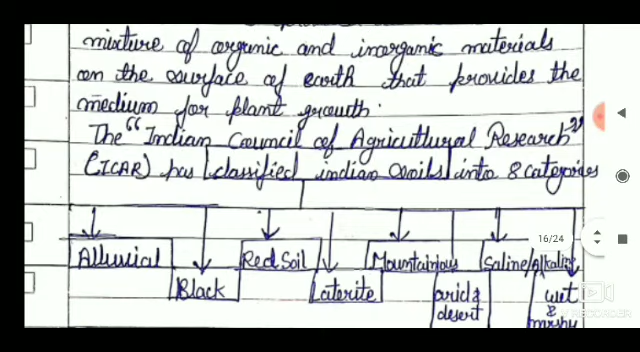 mixture of organic and inorganic materials
on the surface of earth that provides the
medium for plant growth.
The "Indian Council of Agricultural Research"
(ICAR) has classified indian soils into 8 categories
16/24
Alluvial
Red Soil
Mountainious
Saline/Alkaline
Black
Laterite
arid &
desert
wet
&
marshy